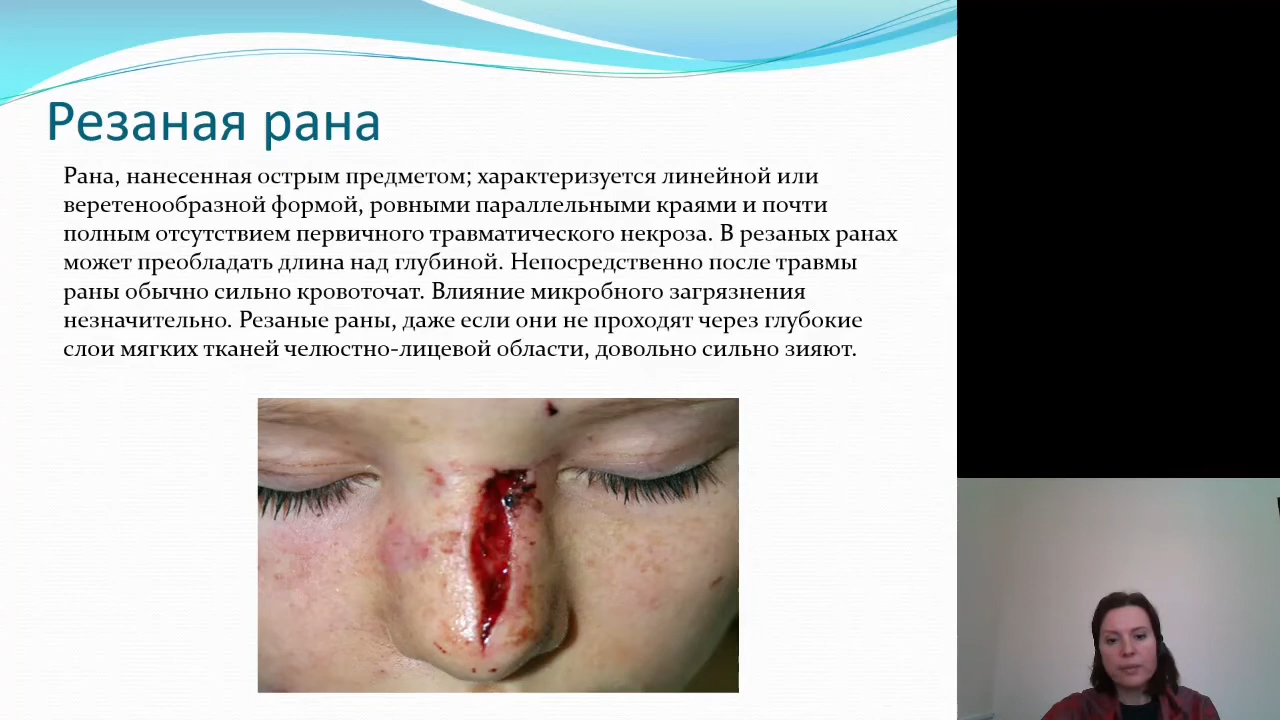 Резаная рана
Рана, нанесенная острым предметом; характеризуется линейной или
веретенообразной формой, ровными параллельными краями и почти
полным отсутствием первичного травматического некроза. В резаных ранах
может преобладать длина над глубиной. Непосредственно после травмы
раны обычно сильно кровоточат. Влияние микробного загрязнения
незначительно. Резаные раны, даже если они не проходят через глубокие
слои мягких тканей челюстно-лицевой области, довольно сильно зияют.